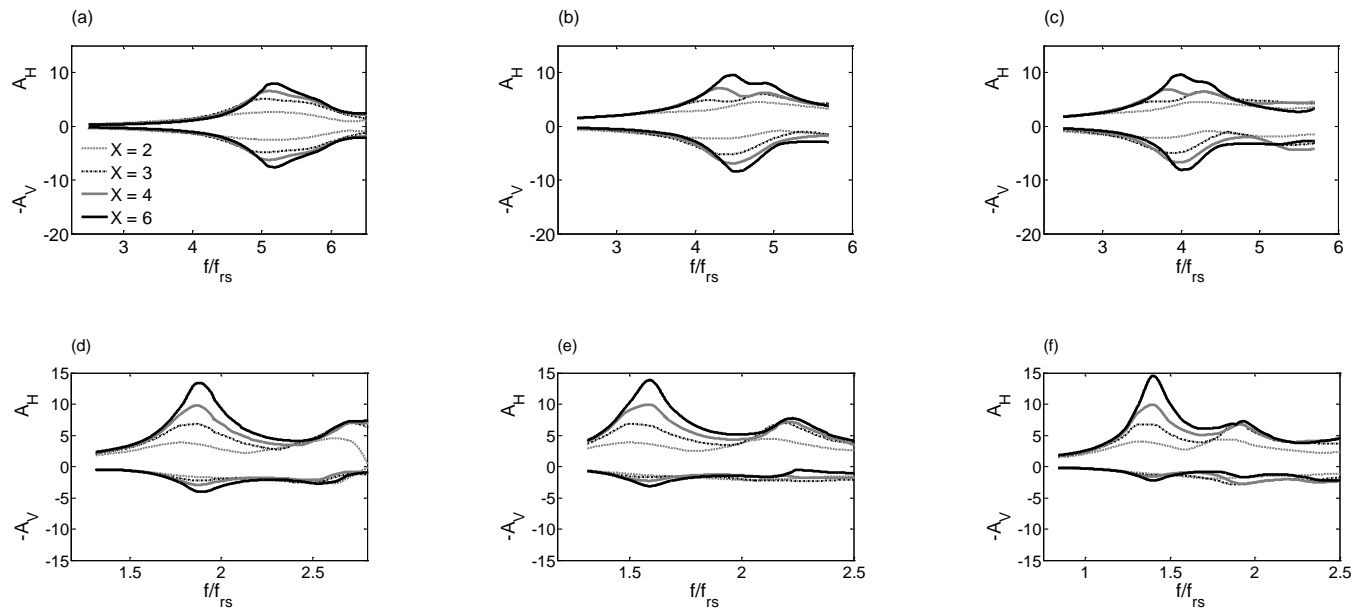 (a)
(b)
(c)
10
0
-10
-20
A_H
-A_V
X = 2
X = 3
X = 4
X = 6
3
4
5
6
f/f_rs
10
0
-10
-20
A_H
-A_V
3
4
5
6
f/f_rs
10
0
-10
-20
A_H
-A_V
3
4
5
6
f/f_rs
(d)
(e)
(f)
15
10
5
0
-5
-10
-15
A_H
-A_V
1.5
2
2.5
f/f_rs
15
10
5
0
-5
-10
-15
A_H
-A_V
1.5
2
2.5
f/f_rs
15
10
5
0
-5
-10
-15
A_H
-A_V
1
1.5
2
2.5
f/f_rs